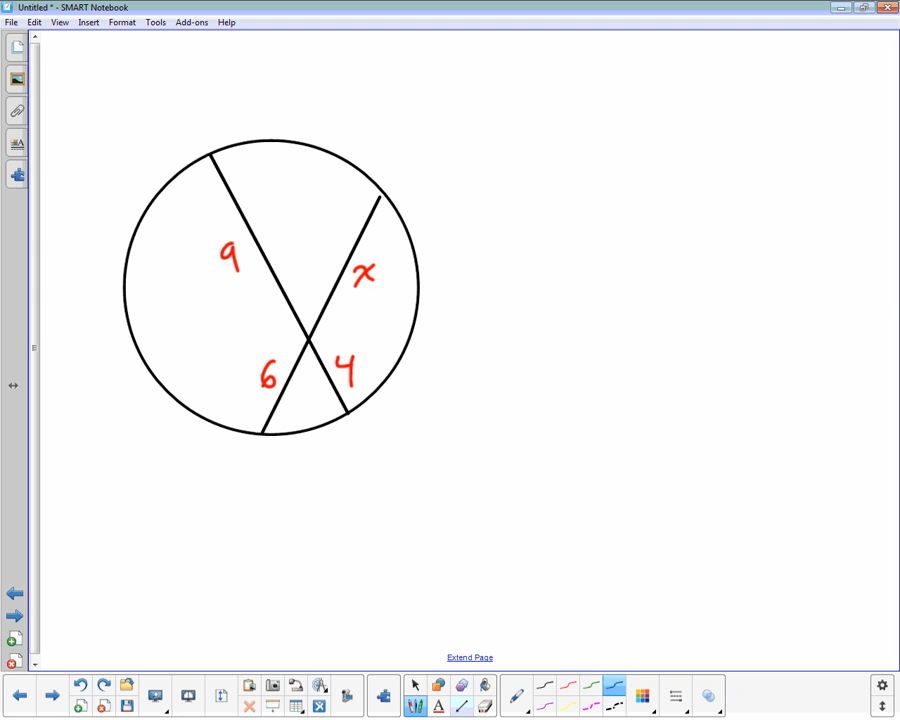 Untitled * - SMART Notebook
File Edit View Insert Format Tools Add-ons Help
9
x
6
4
Extend Page